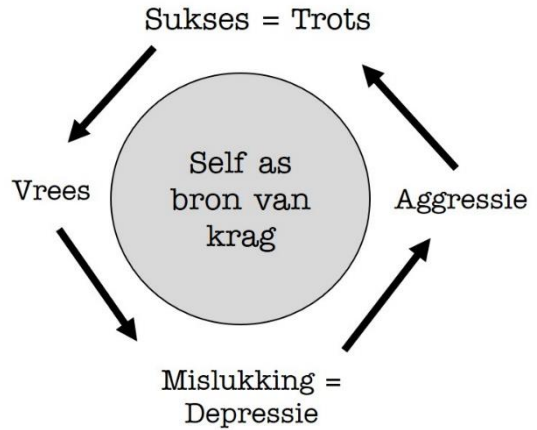 Sukses = Trots
Self as
bron van
krag
Vrees
Aggressie
Mislukking =
Depressie